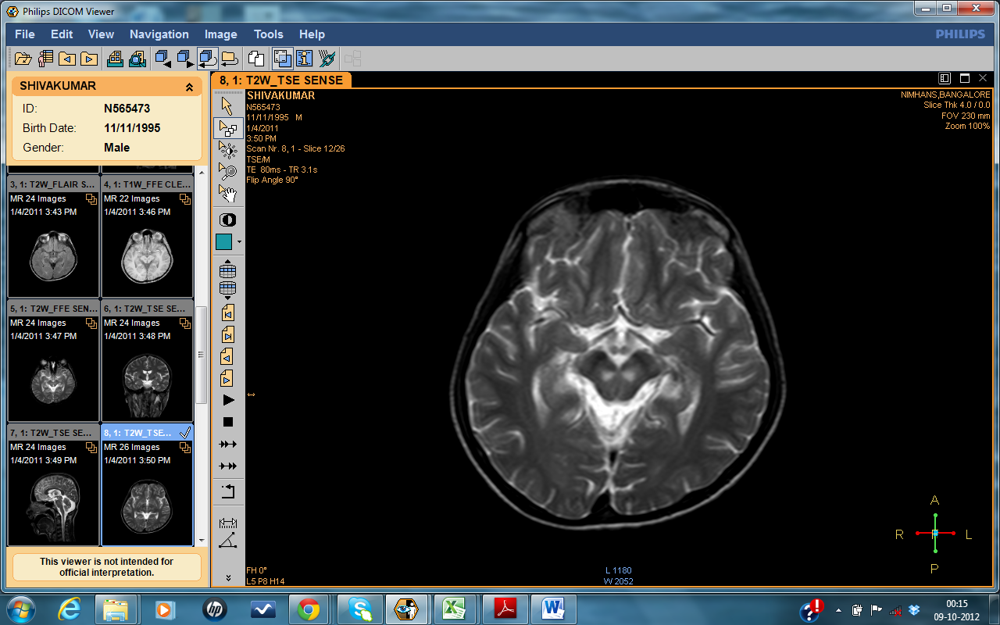 Philips DICOM Viewer
File Edit View Navigation Image Tools Help
PHILIPS
SHIVAKUMAR
ID: N565473
Birth Date: 11/11/1995
Gender: Male
3, 1: T2W_FLAIR S...
MR 24 Images
1/4/2011 3:43 PM
4, 1: T1W_FFE CLE...
MR 22 Images
1/4/2011 3:46 PM
5, 1: T2W_FFE SEN...
MR 24 Images
1/4/2011 3:47 PM
6, 1: T2W_TSE SE...
MR 24 Images
1/4/2011 3:48 PM
7, 1: T2W_TSE SE...
MR 24 Images
1/4/2011 3:49 PM
8, 1: T2W_TSE...
MR 26 Images
1/4/2011 3:50 PM
This viewer is not intended for
official interpretation.
8, 1: T2W_TSE SENSE
SHIVAKUMAR
N565473
11/11/1995 M
1/4/2011
3:50 PM
Scan Nr. 8, 1 - Slice 12/26
TSE/M
TE 80ms - TR 3.1s
Flip Angle 90°
NIMHANS,BANGALORE
Slice Thk 4.0 / 0.0
FOV 230 mm
Zoom 100%
A
R F L
P
FH 0°
L5 P8 H14
L 1180
W 2052
hp
00:15
09-10-2012